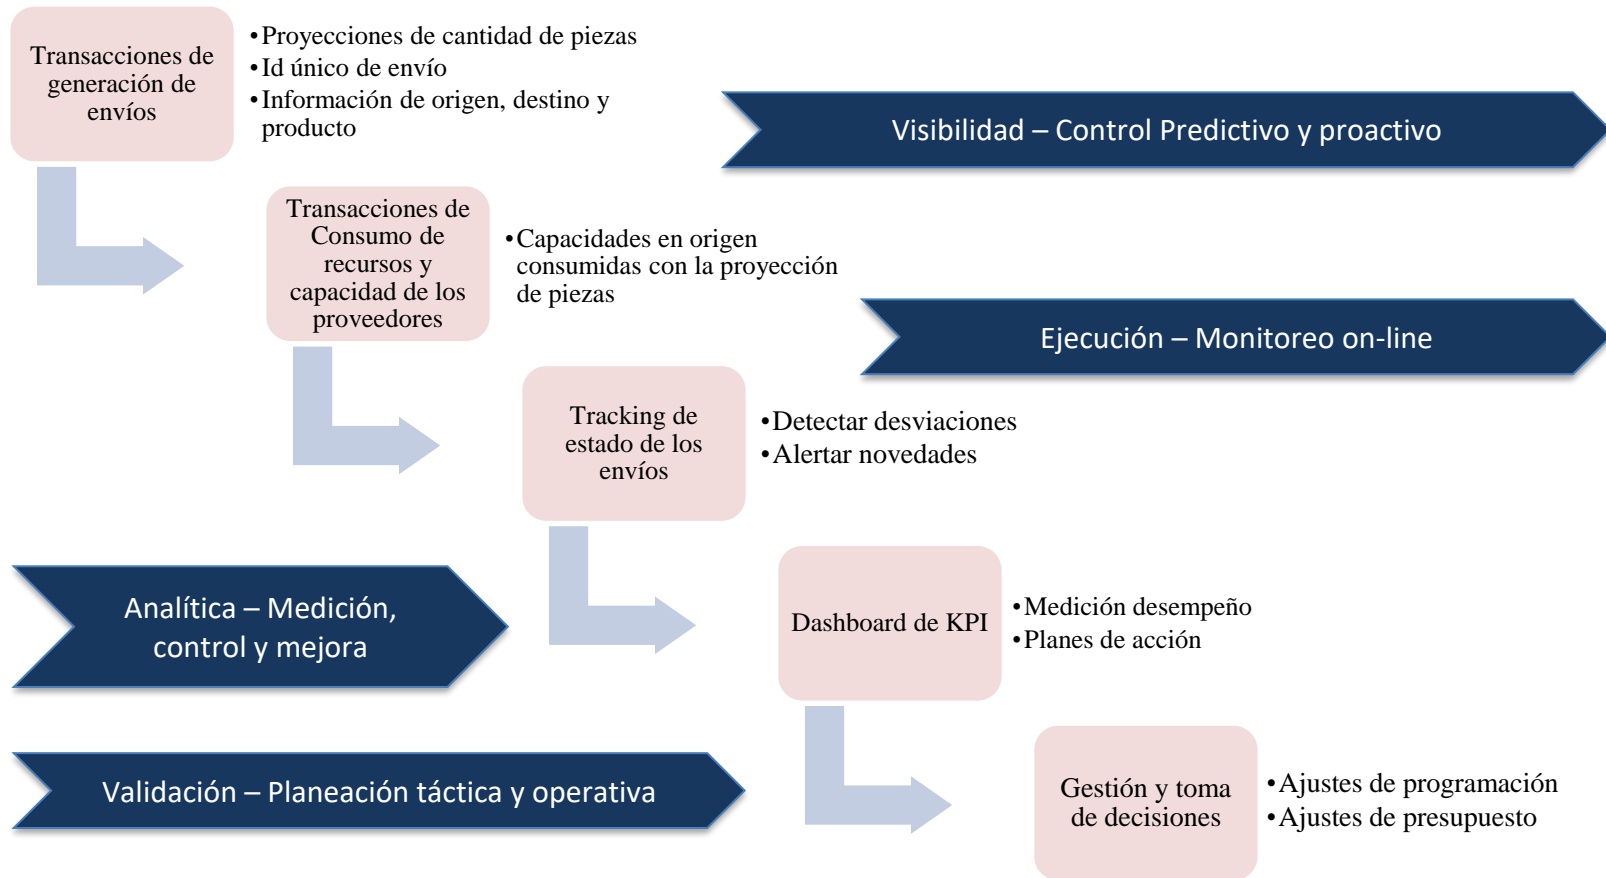 Transacciones de
generación de
envíos
•Proyecciones de cantidad de piezas
•Id único de envío
•Información de origen, destino y
producto
Visibilidad – Control Predictivo y proactivo
Transacciones de
Consumo de
recursos y
capacidad de los
proveedores
•Capacidades en origen
consumidas con la proyección
de piezas
Ejecución – Monitoreo on-line
Tracking de
estado de los
envíos
•Detectar desviaciones
•Alertar novedades
Analítica – Medición,
control y mejora
Dashboard de KPI
•Medición desempeño
•Planes de acción
Validación – Planeación táctica y operativa
Gestión y toma
de decisiones
•Ajustes de programación
•Ajustes de presupuesto